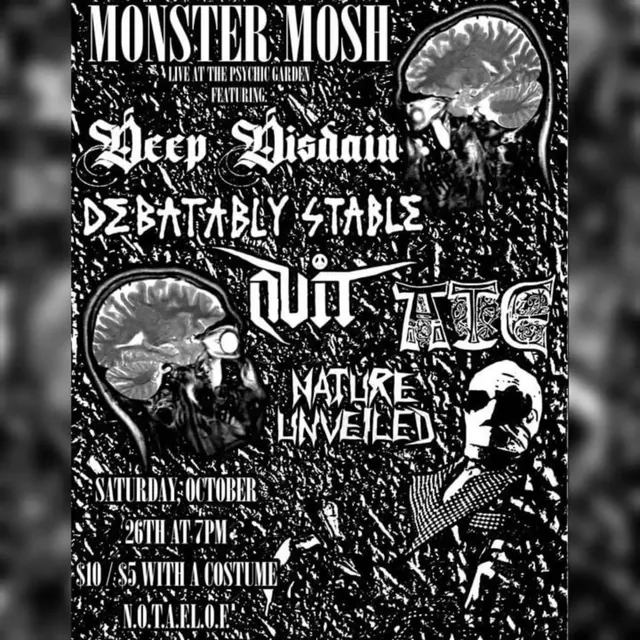 MONSTER MOSH
LIVE AT THE PSYCHIC GARDEN
FEATURING:
Deep Disdain
DEBATABLY STABLE
QUIT
ATG
NATURE
UNVEILED
SATURDAY, OCTOBER
26TH AT 7PM
$10 / $5 WITH A COSTUME
N.O.T.A.F.L.O.F.